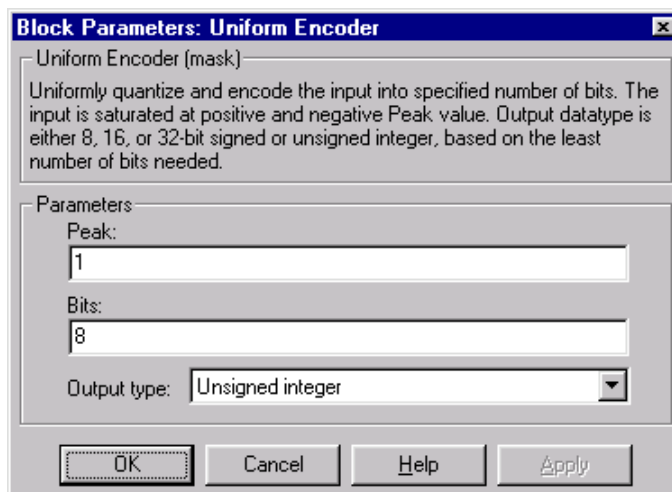 Block Parameters: Uniform Encoder
Uniform Encoder (mask)
Uniformly quantize and encode the input into specified number of bits. The
input is saturated at positive and negative Peak value. Output datatype is
either 8, 16, or 32-bit signed or unsigned integer, based on the least
number of bits needed.
Parameters
Peak:
1
Bits:
8
Output type: Unsigned integer
OK Cancel Help Apply